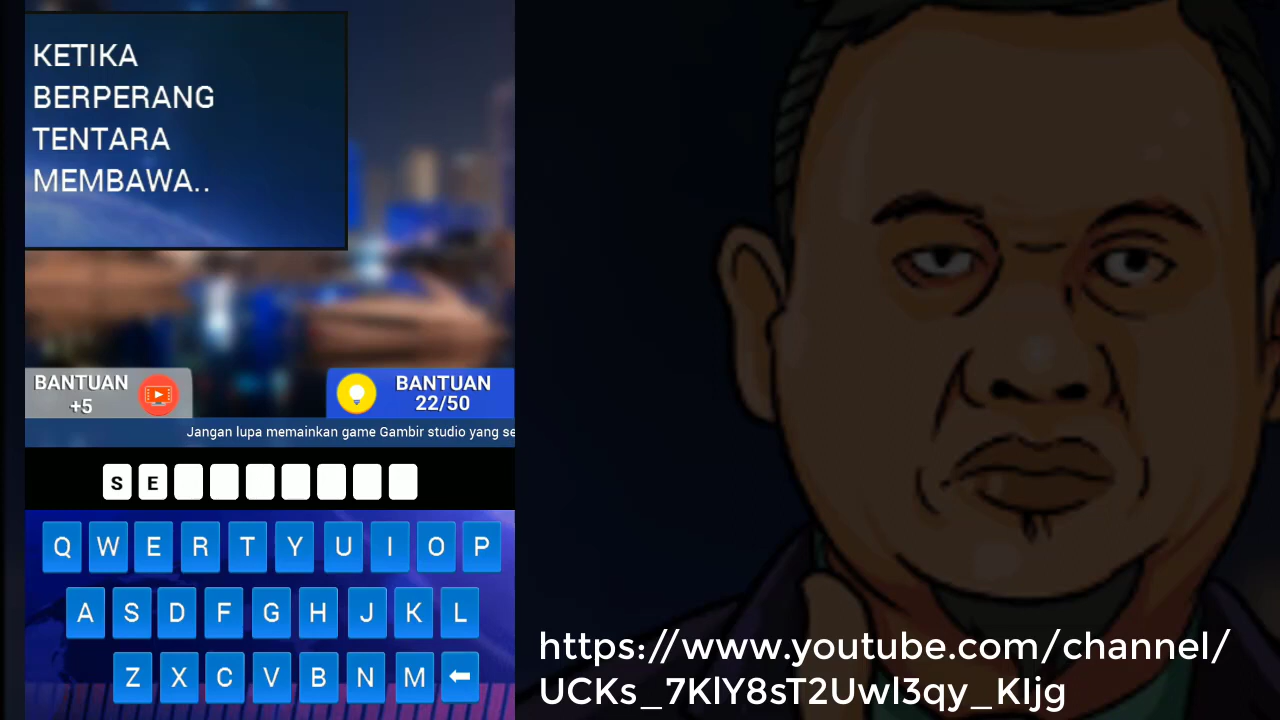 KETIKA
BERPERANG
TENTARA
MEMBAWA..
BANTUAN
+5
BANTUAN
22/50
Jangan lupa memainkan game Gambir studio yang se
S E
Q W E R T Y U I O P
A S D F G H J K L
Z X C V B N M
https://www.youtube.com/channel/
UCKs_7KlY8sT2Uwl3qy_KIjg